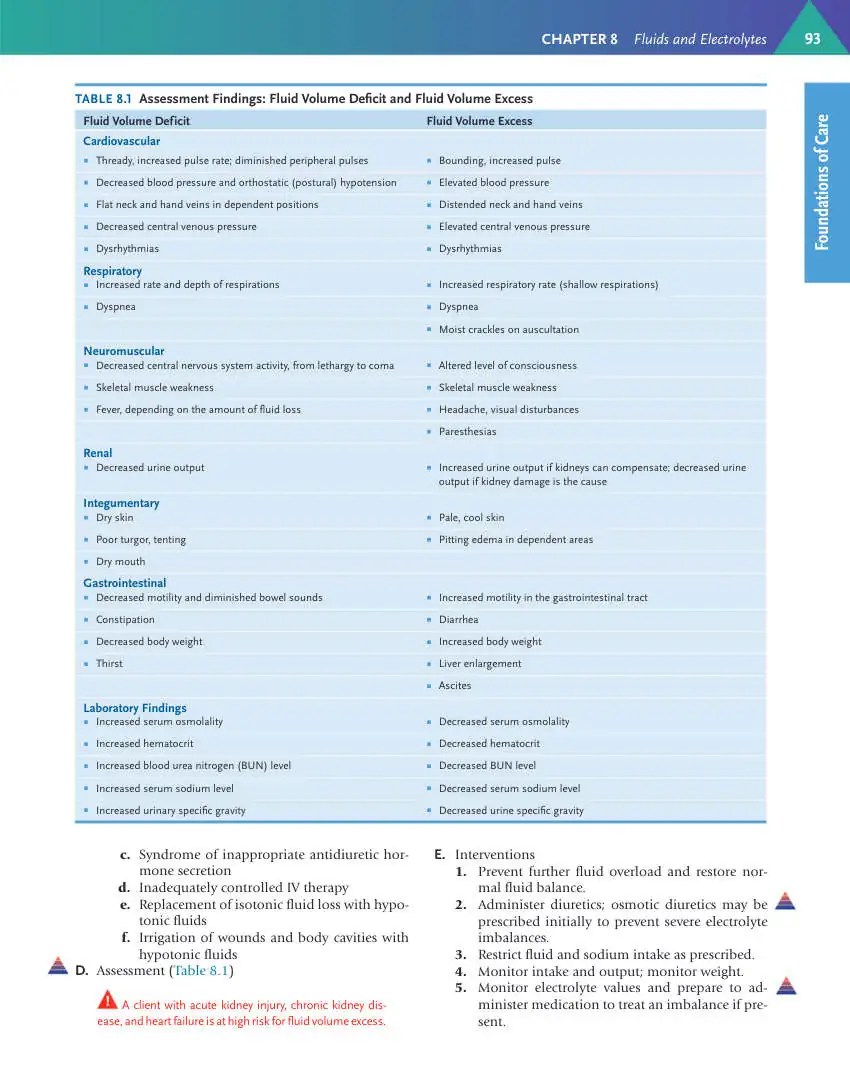 CHAPTER 8 Fluids and Electrolytes 93
Foundations of Care
TABLE 8.1 Assessment Findings: Fluid Volume Deficit and Fluid Volume Excess
Fluid Volume Deficit Fluid Volume Excess
Cardiovascular
▪ Thready, increased pulse rate; diminished peripheral pulses ▪ Bounding, increased pulse
▪ Decreased blood pressure and orthostatic (postural) hypotension ▪ Elevated blood pressure
▪ Flat neck and hand veins in dependent positions ▪ Distended neck and hand veins
▪ Decreased central venous pressure ▪ Elevated central venous pressure
▪ Dysrhythmias ▪ Dysrhythmias
Respiratory
▪ Increased rate and depth of respirations ▪ Increased respiratory rate (shallow respirations)
▪ Dyspnea ▪ Dyspnea
▪ Moist crackles on auscultation
Neuromuscular
▪ Decreased central nervous system activity, from lethargy to coma ▪ Altered level of consciousness
▪ Skeletal muscle weakness ▪ Skeletal muscle weakness
▪ Fever, depending on the amount of fluid loss ▪ Headache, visual disturbances
▪ Paresthesias
Renal
▪ Decreased urine output ▪ Increased urine output if kidneys can compensate; decreased urine
output if kidney damage is the cause
Integumentary
▪ Dry skin ▪ Pale, cool skin
▪ Poor turgor, tenting ▪ Pitting edema in dependent areas
▪ Dry mouth
Gastrointestinal
▪ Decreased motility and diminished bowel sounds ▪ Increased motility in the gastrointestinal tract
▪ Constipation ▪ Diarrhea
▪ Decreased body weight ▪ Increased body weight
▪ Thirst ▪ Liver enlargement
▪ Ascites
Laboratory Findings
▪ Increased serum osmolality ▪ Decreased serum osmolality
▪ Increased hematocrit ▪ Decreased hematocrit
▪ Increased blood urea nitrogen (BUN) level ▪ Decreased BUN level
▪ Increased serum sodium level ▪ Decreased serum sodium level
▪ Increased urinary specific gravity ▪ Decreased urine specific gravity
c. Syndrome of inappropriate antidiuretic hor-
mone secretion
d. Inadequately controlled IV therapy
e. Replacement of isotonic fluid loss with hypo-
tonic fluids
f. Irrigation of wounds and body cavities with
hypotonic fluids
D. Assessment (Table 8.1)
A client with acute kidney injury, chronic kidney dis-
ease, and heart failure is at high risk for fluid volume excess.
E. Interventions
1. Prevent further fluid overload and restore nor-
mal fluid balance.
2. Administer diuretics; osmotic diuretics may be
prescribed initially to prevent severe electrolyte
imbalances.
3. Restrict fluid and sodium intake as prescribed.
4. Monitor intake and output; monitor weight.
5. Monitor electrolyte values and prepare to ad-
minister medication to treat an imbalance if pre-
sent.